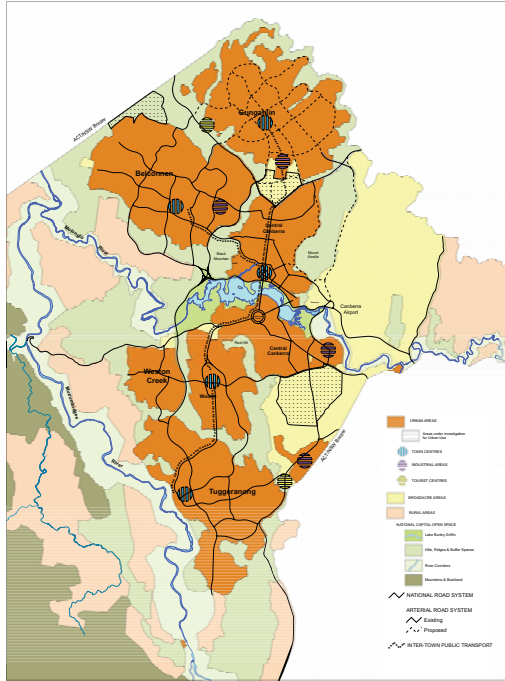 ACT/NSW Border
Gungahlin
Belconnen
Central
Canberra
Molonglo
River
Black
Mountain
Mount
Ainslie
Canberra
Airport
Red Hill
Central
Canberra
Weston
Creek
Woden
Murrumbidgee
River
ACT/NSW Border
Tuggeranong
URBAN AREAS
Areas under investigation
for Urban Use
TOWN CENTRES
INDUSTRIAL AREAS
TOURIST CENTRES
BROADACRE AREAS
RURAL AREAS
NATIONAL CAPITAL OPEN SPACE
Lake Burley Griffin
Hills, Ridges & Buffer Spaces
River Corridors
Mountains & Bushland
NATIONAL ROAD SYSTEM
ARTERIAL ROAD SYSTEM
Existing
Proposed
INTER-TOWN PUBLIC TRANSPORT